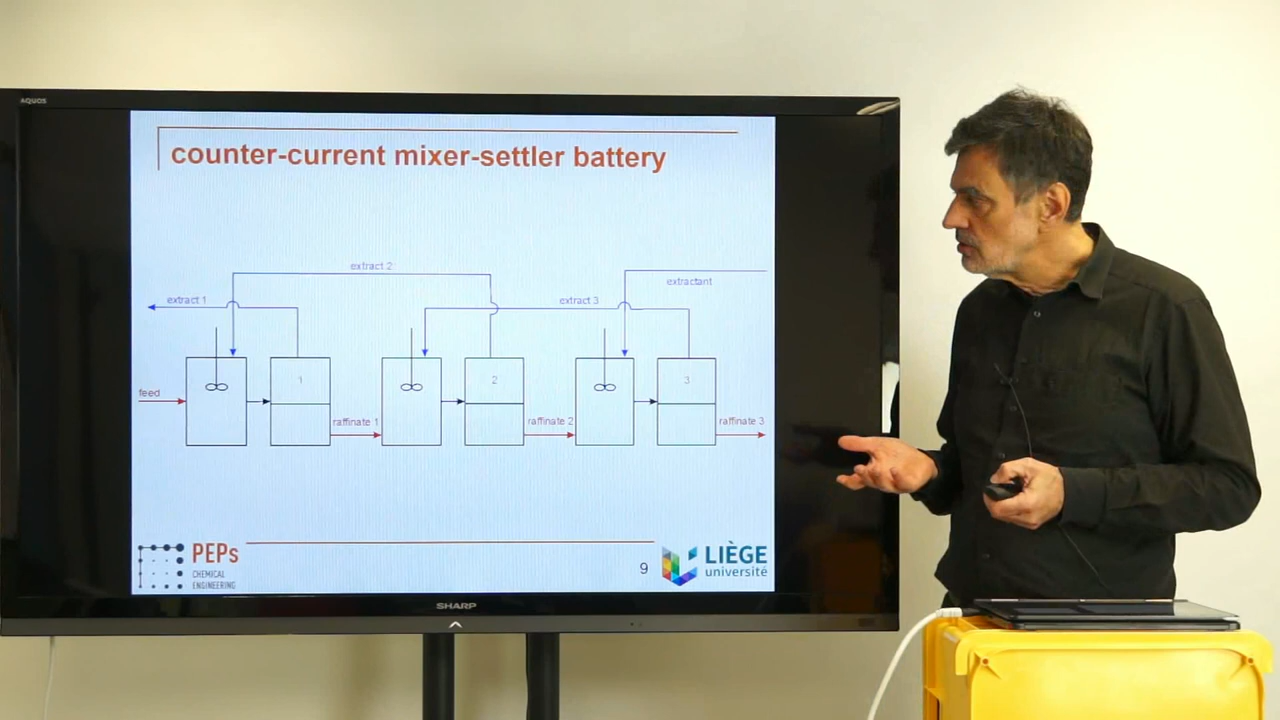 AQUOS
counter-current mixer-settler battery
extract 2
extractant
extract 1
extract 3
1
2
3
feed
raffinate 1
raffinate 2
raffinate 3
PEPs
CHEMICAL
ENGINEERING
9
LIÈGE
université
SHARP